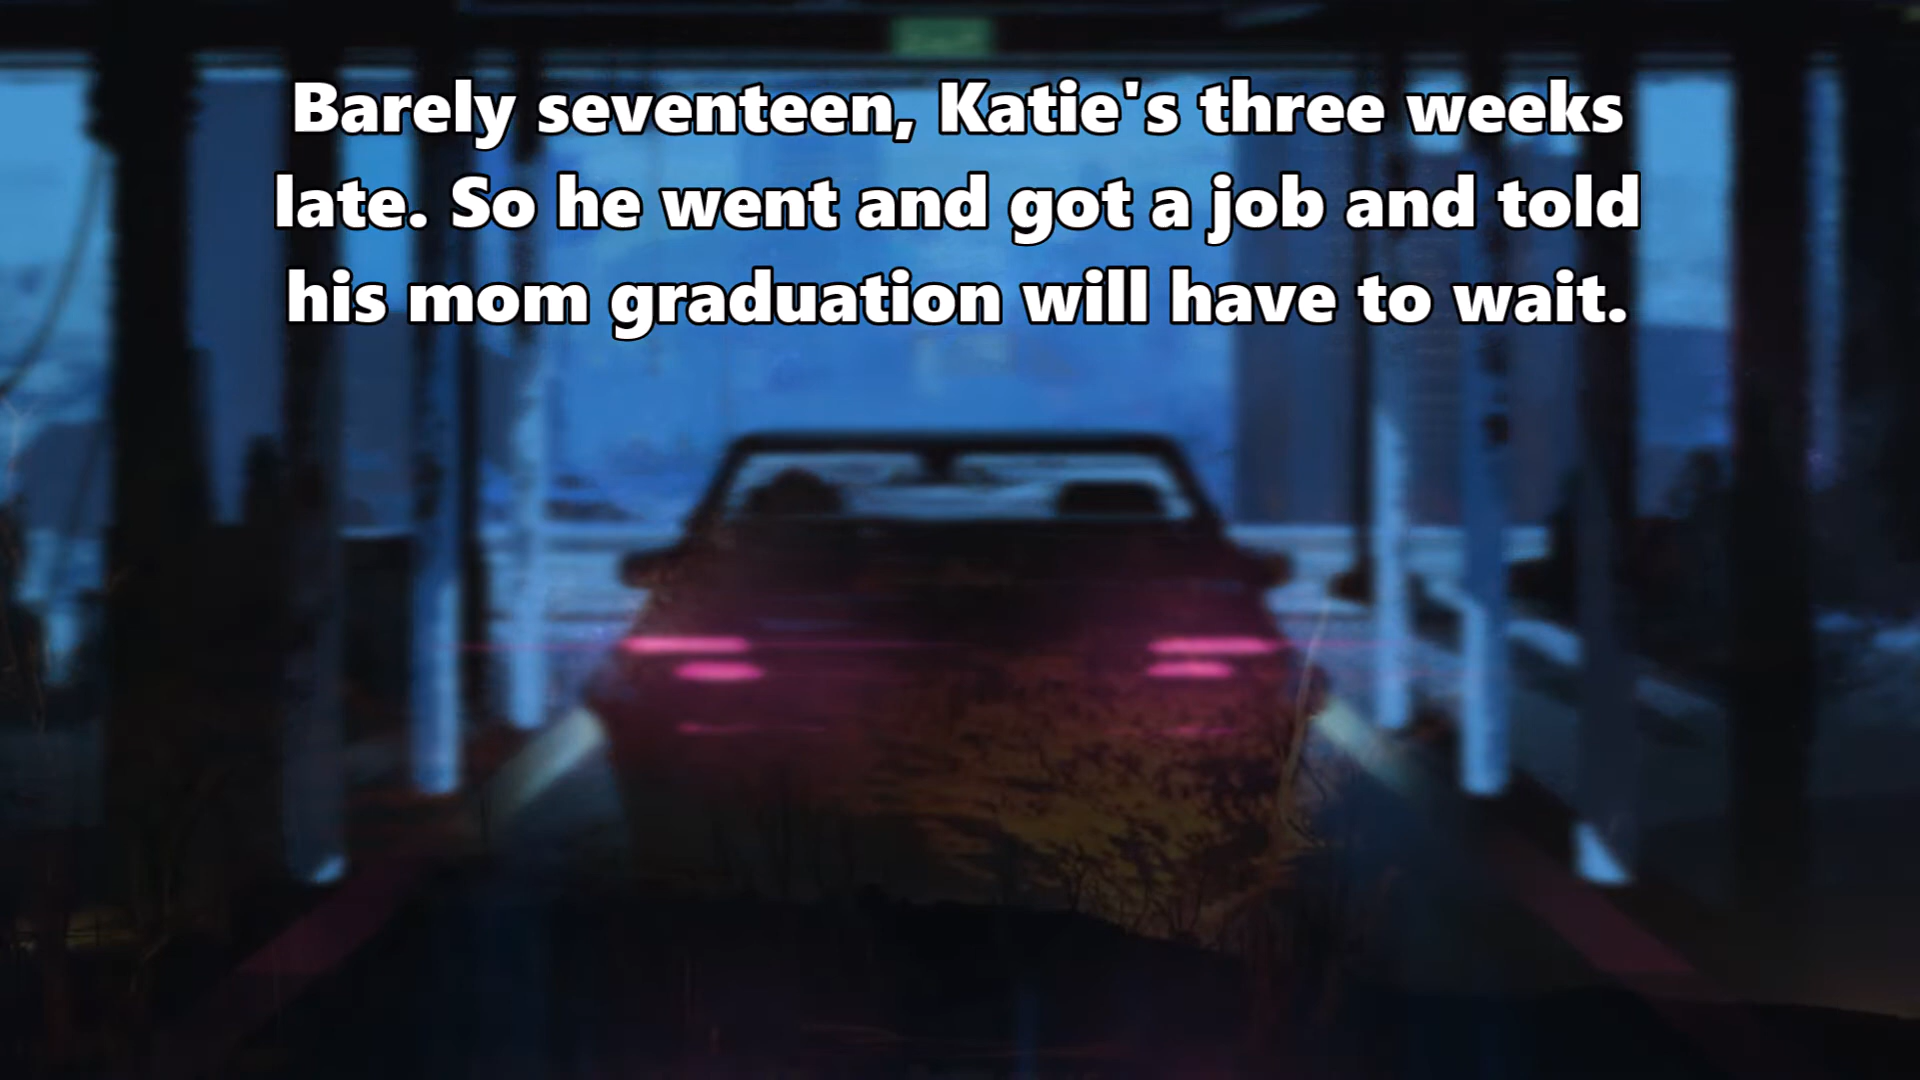 Barely seventeen, Katie's three weeks
late. So he went and got a job and told
his mom graduation will have to wait.